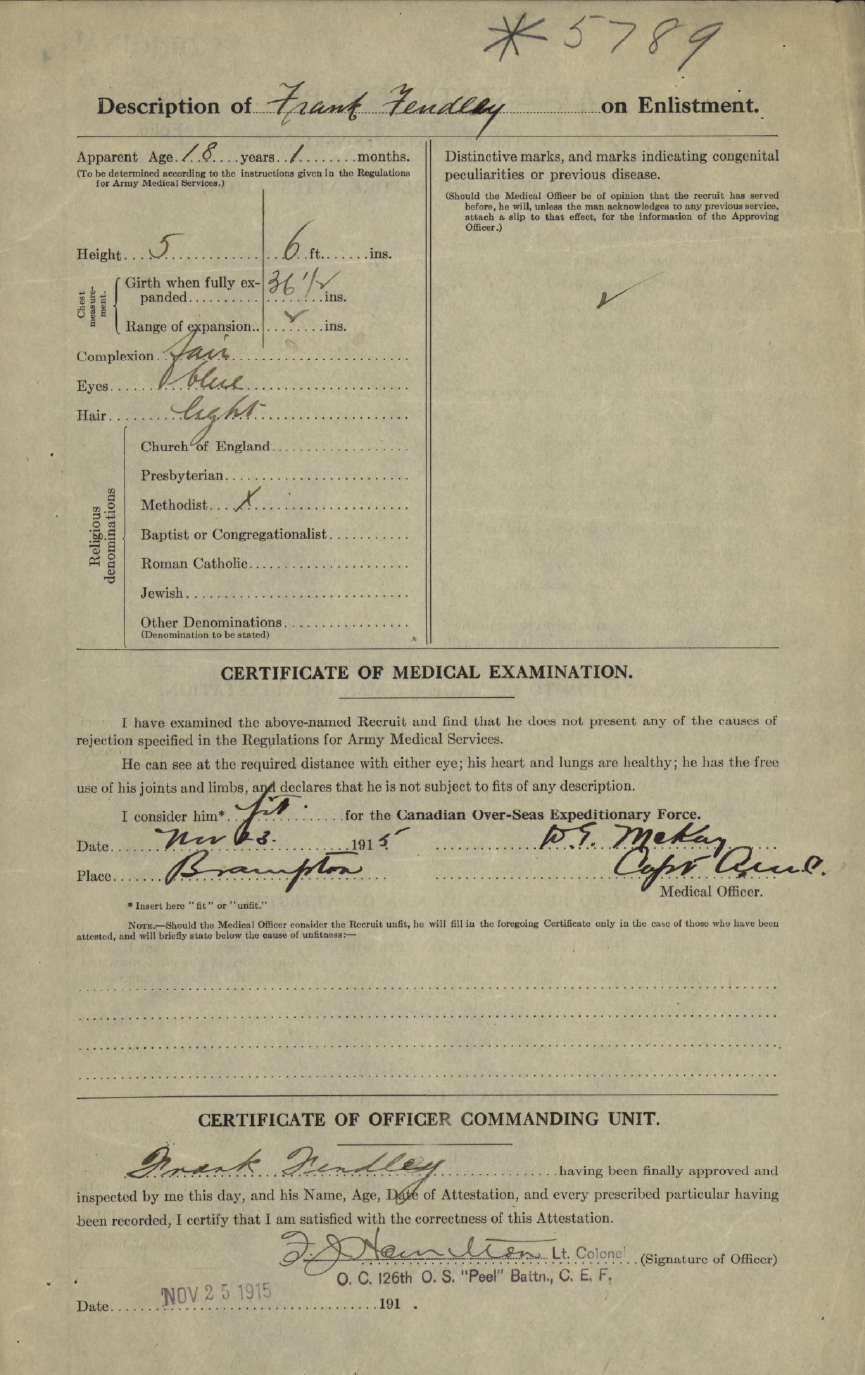 * 5789
Description of Frank Fendley on Enlistment.
Apparent Age 18 years 1 months.
(To be determined according to the instructions given in the Regulations
for Army Medical Services.)
Height 5 6 ft. ins.
Chest measure-ment.
Girth when fully ex-
panded 36 1/2 ins.
Range of expansion.. ins.
Complexion fair
Eyes blue
Hair light
Religious denominations
Church of England
Presbyterian
Methodist X
Baptist or Congregationalist
Roman Catholic
Jewish
Other Denominations
(Denomination to be stated)
Distinctive marks, and marks indicating congenital
peculiarities or previous disease.
(Should the Medical Officer be of opinion that the recruit has served
before, he will, unless the man acknowledges to any previous service,
attach a slip to that effect, for the information of the Approving
Officer.)
CERTIFICATE OF MEDICAL EXAMINATION.
I have examined the above-named Recruit and find that he does not present any of the causes of
rejection specified in the Regulations for Army Medical Services.
He can see at the required distance with either eye; his heart and lungs are healthy; he has the free
use of his joints and limbs, and declares that he is not subject to fits of any description.
I consider him* fit for the Canadian Over-Seas Expeditionary Force.
Date Nov 23. 1915 McKay
Place Brampton Capt
Medical Officer.
* Insert here "fit" or "unfit."
NOTE.—Should the Medical Officer consider the Recruit unfit, he will fill in the foregoing Certificate only in the case of those who have been
attested, and will briefly state below the cause of unfitness:—
CERTIFICATE OF OFFICER COMMANDING UNIT.
Frank Fendley having been finally approved and
inspected by me this day, and his Name, Age, Date of Attestation, and every prescribed particular having
been recorded, I certify that I am satisfied with the correctness of this Attestation.
F J Hamilton Lt. Colonel (Signature of Officer)
O. C. 126th O. S. "Peel" Battn., C. E. F.
Date NOV 25 1915 191 .